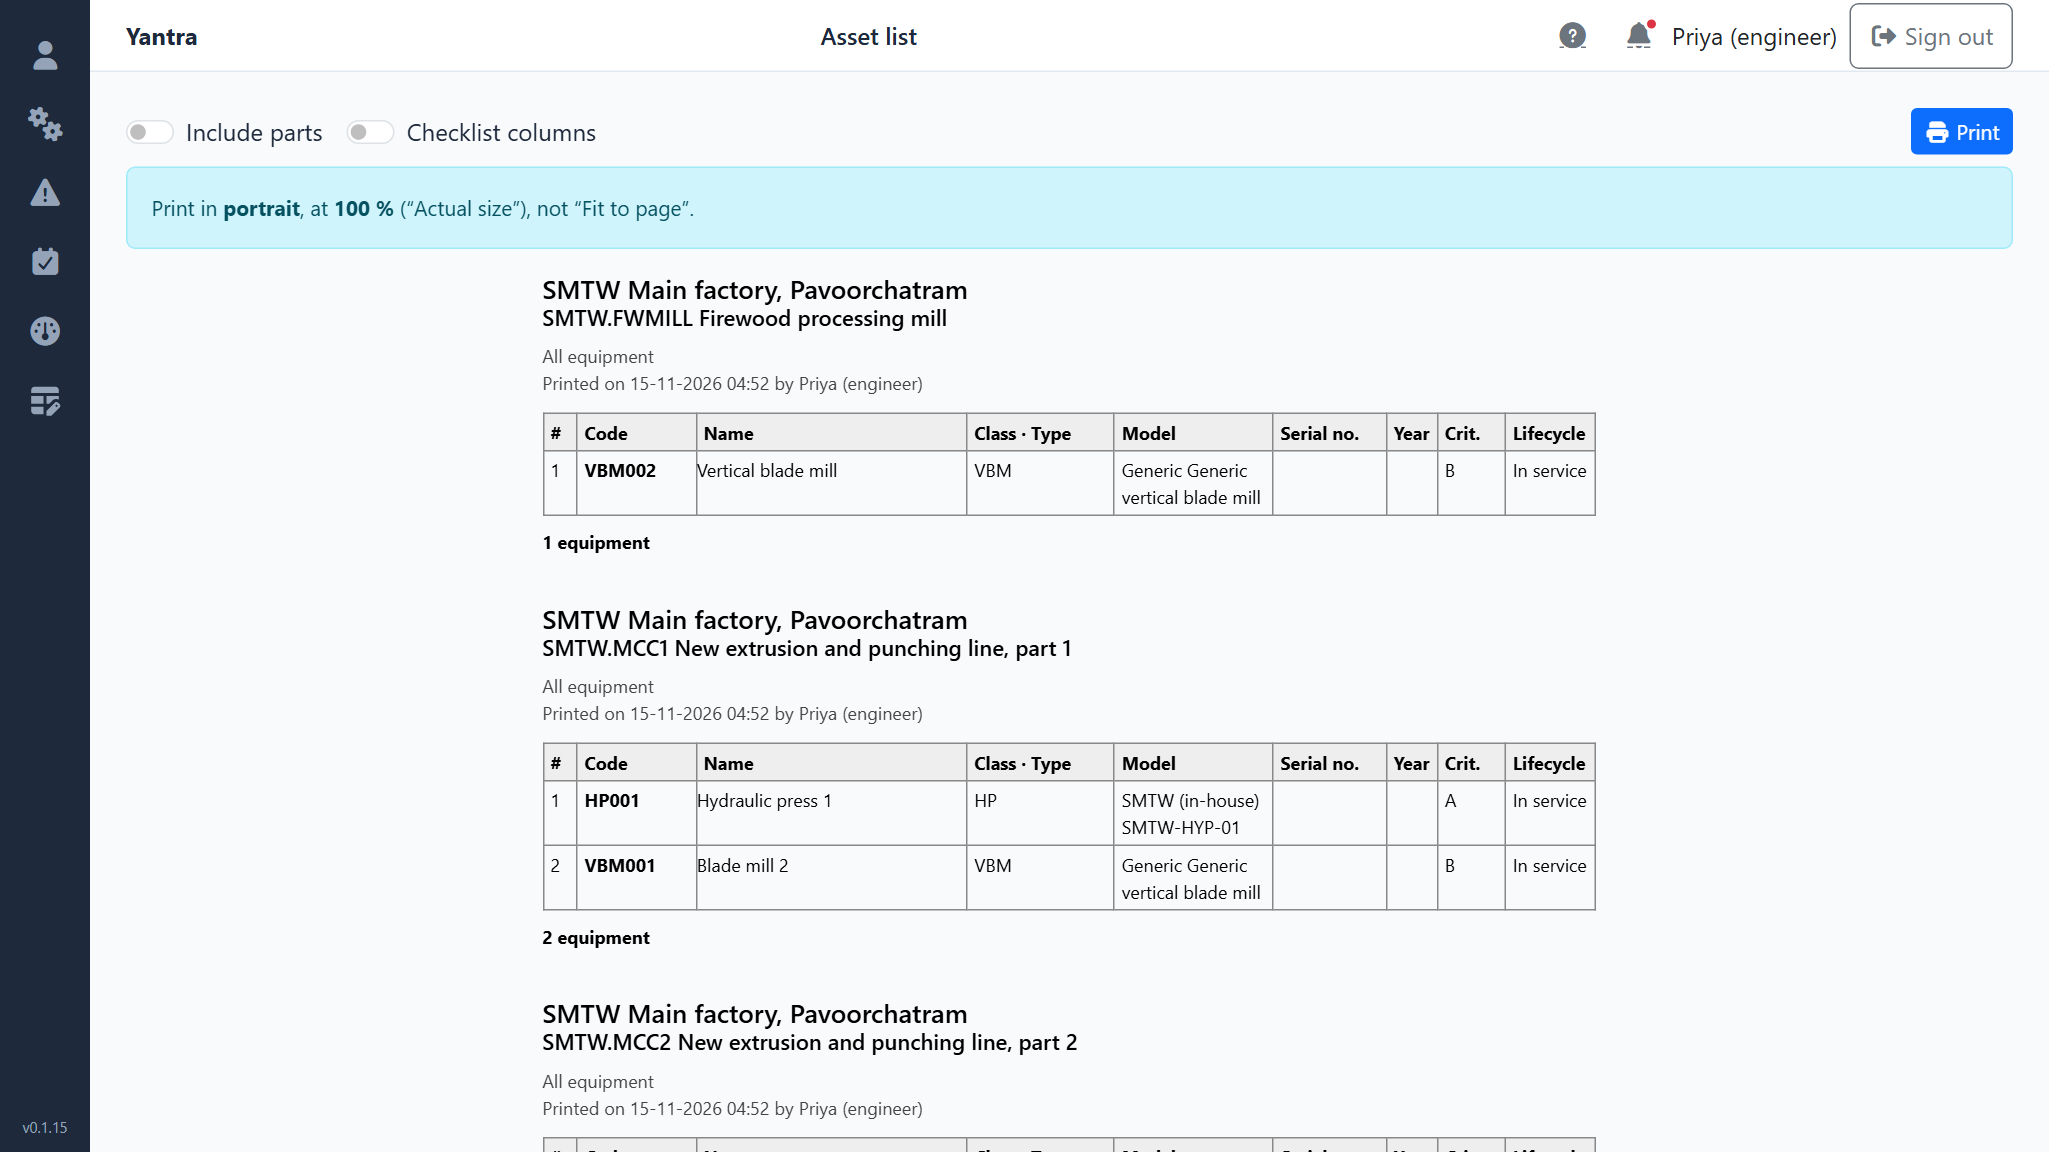 Yantra
Asset list
Priya (engineer)
Sign out
Include parts
Checklist columns
Print
Print in portrait, at 100 % (“Actual size”), not “Fit to page”.
SMTW Main factory, Pavoorchatram
SMTW.FWMILL Firewood processing mill
All equipment
Printed on 15-11-2026 04:52 by Priya (engineer)
# Code Name Class · Type Model Serial no. Year Crit. Lifecycle
1 VBM002 Vertical blade mill VBM Generic Generic vertical blade mill B In service
1 equipment
SMTW Main factory, Pavoorchatram
SMTW.MCC1 New extrusion and punching line, part 1
All equipment
Printed on 15-11-2026 04:52 by Priya (engineer)
# Code Name Class · Type Model Serial no. Year Crit. Lifecycle
1 HP001 Hydraulic press 1 HP SMTW (in-house) SMTW-HYP-01 A In service
2 VBM001 Blade mill 2 VBM Generic Generic vertical blade mill B In service
2 equipment
SMTW Main factory, Pavoorchatram
SMTW.MCC2 New extrusion and punching line, part 2
All equipment
Printed on 15-11-2026 04:52 by Priya (engineer)
v0.1.15